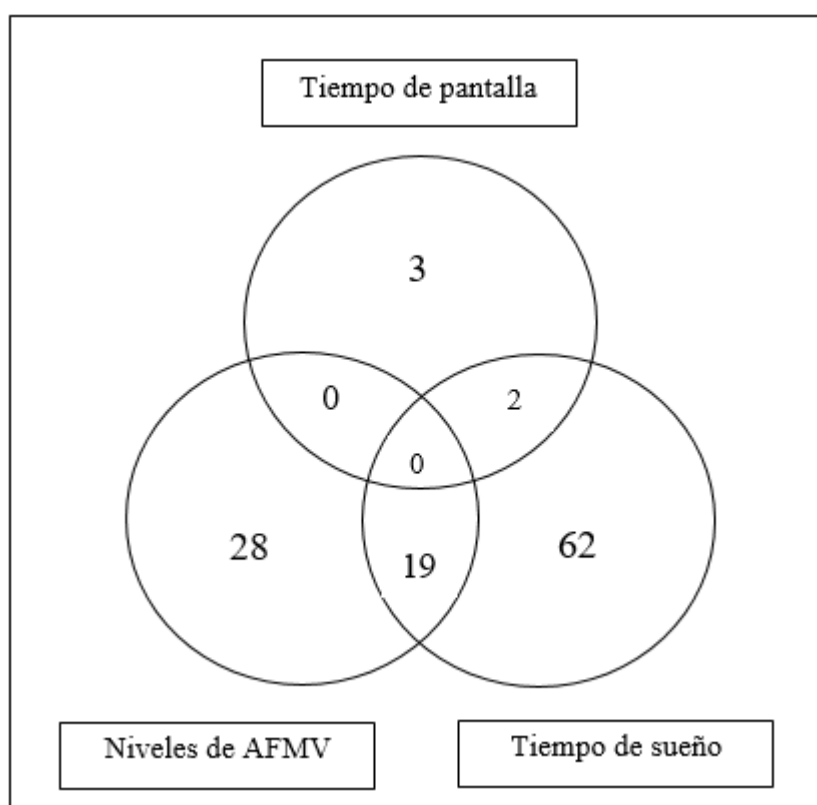 Tiempo de pantalla
3
0
2
0
28
19
62
Niveles de AFMV
Tiempo de sueño